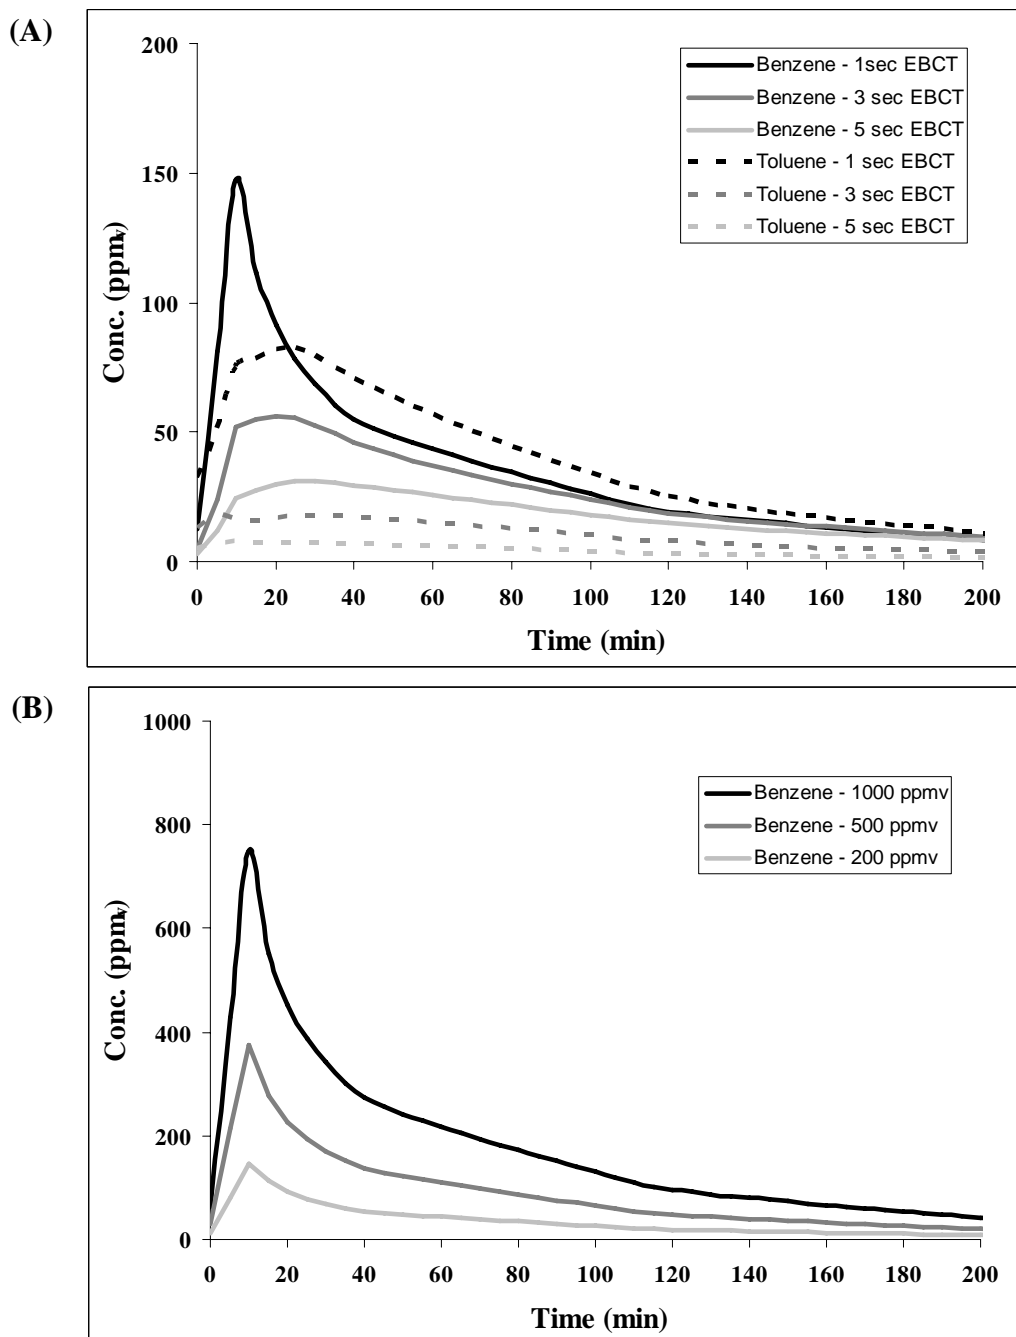 (A)
200
150
100
50
0
Conc. (ppmv)
Benzene - 1sec EBCT
Benzene - 3 sec EBCT
Benzene - 5 sec EBCT
Toluene - 1 sec EBCT
Toluene - 3 sec EBCT
Toluene - 5 sec EBCT
0 20 40 60 80 100 120 140 160 180 200
Time (min)
(B)
1000
800
600
400
200
0
Conc. (ppmv)
Benzene - 1000 ppmv
Benzene - 500 ppmv
Benzene - 200 ppmv
0 20 40 60 80 100 120 140 160 180 200
Time (min)